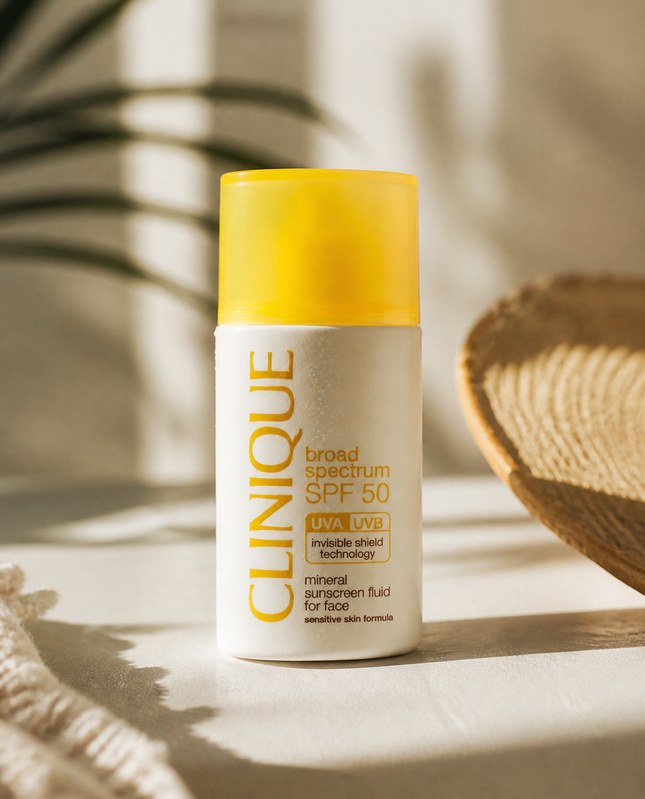 CLINIQUE
broad
spectrum
SPF 50
UVA UVB
invisible shield
technology
mineral
sunscreen fluid
for face
sensitive skin formula